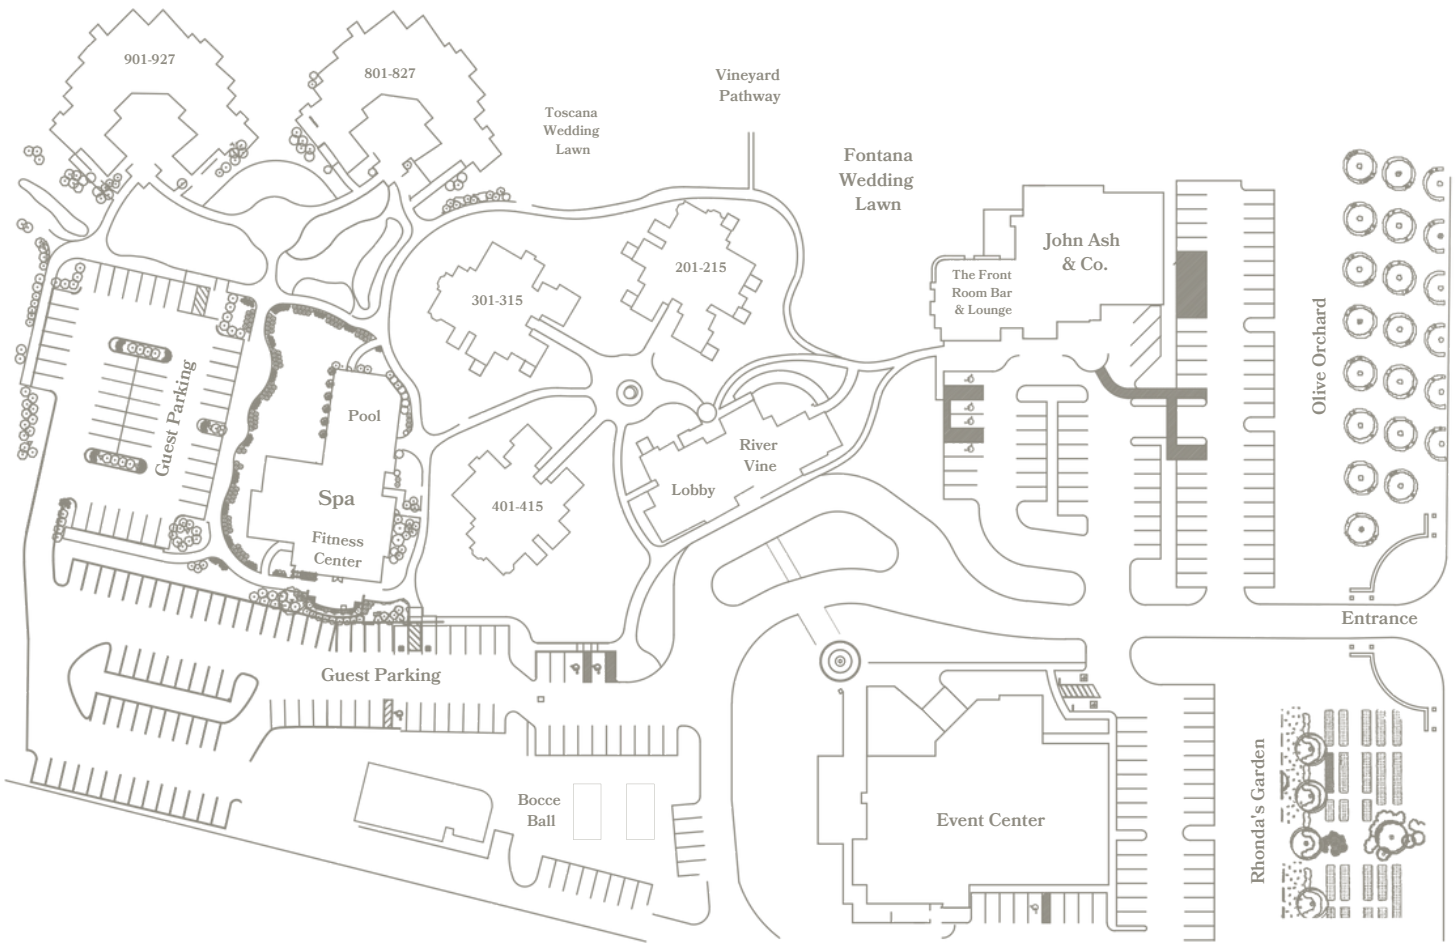 901-927
801-827
Toscana
Wedding
Lawn
Vineyard
Pathway
Fontana
Wedding
Lawn
John Ash
& Co.
The Front
Room Bar
& Lounge
201-215
301-315
Olive Orchard
Guest Parking
Pool
River
Vine
Lobby
Spa
401-415
Fitness
Center
Entrance
Guest Parking
Bocce
Ball
Event Center
Rhonda's Garden